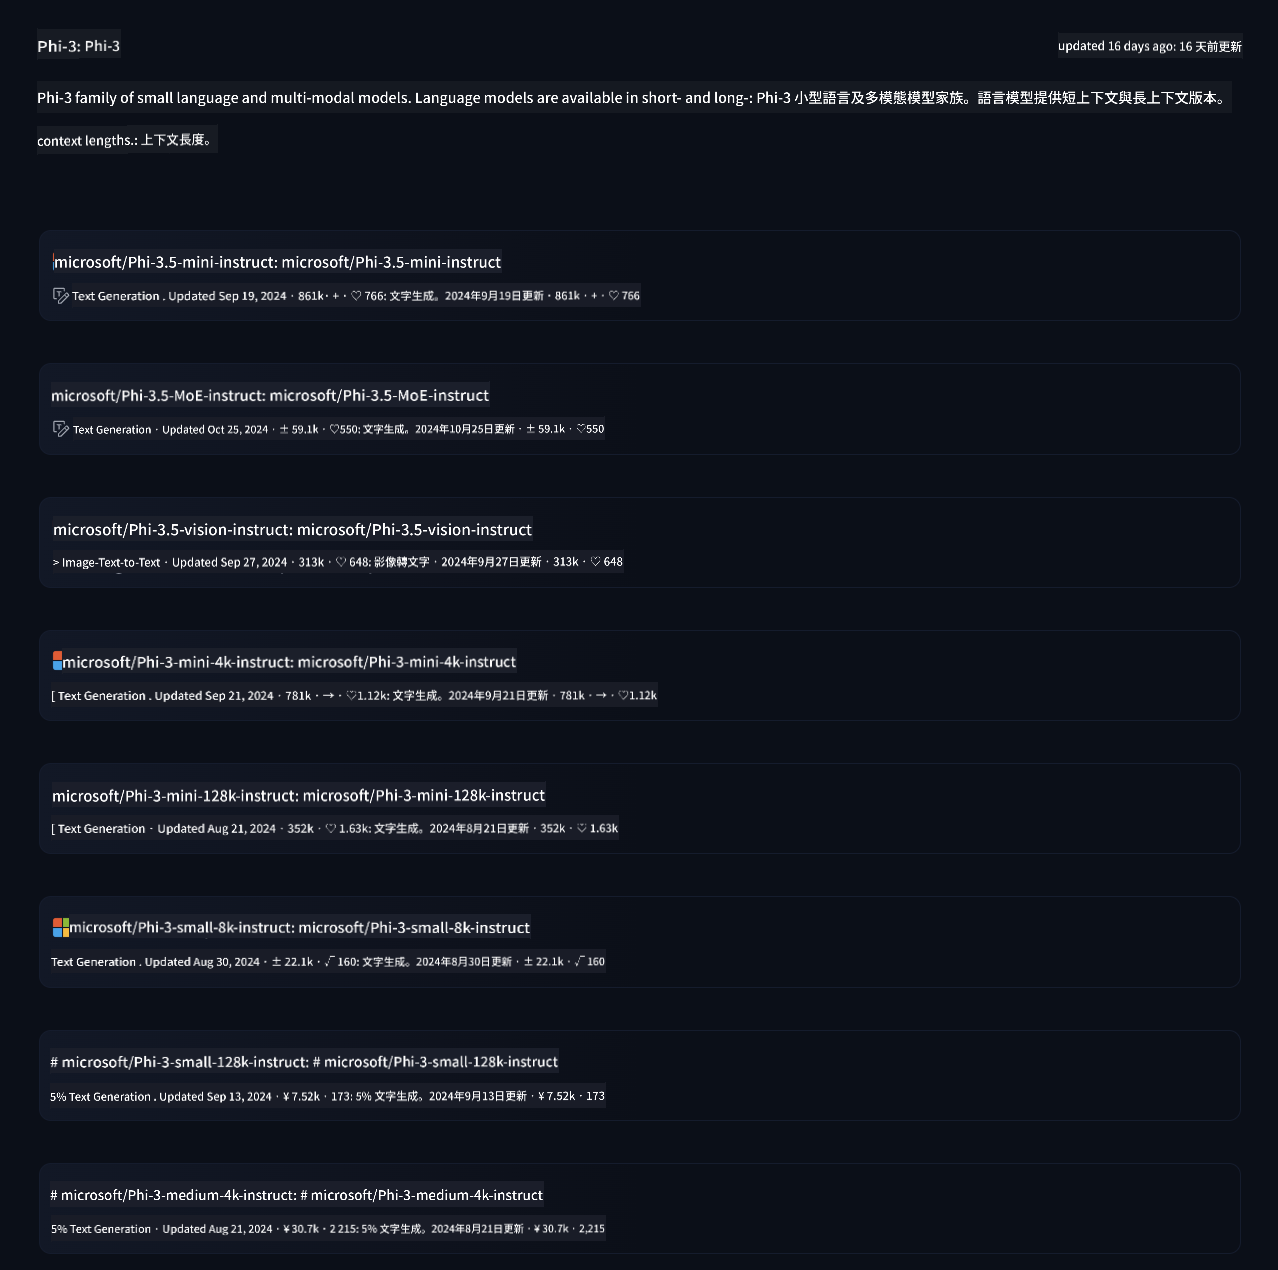 Phi-3: Phi-3
updated 16 days ago: 16 天前更新
Phi-3 family of small language and multi-modal models. Language models are available in short- and long-: Phi-3 小型語言及多模態模型家族。語言模型提供短上下文與長上下文版本。
context lengths.: 上下文長度。
microsoft/Phi-3.5-mini-instruct: microsoft/Phi-3.5-mini-instruct
Text Generation . Updated Sep 19, 2024 · 861k · + · ♡ 766: 文字生成。2024年9月19日更新 · 861k · + · ♡ 766
microsoft/Phi-3.5-MoE-instruct: microsoft/Phi-3.5-MoE-instruct
Text Generation · Updated Oct 25, 2024 · ± 59.1k · ♡550: 文字生成。2024年10月25日更新 · ± 59.1k · ♡550
microsoft/Phi-3.5-vision-instruct: microsoft/Phi-3.5-vision-instruct
> Image-Text-to-Text · Updated Sep 27, 2024 · 313k · ♡ 648: 影像轉文字 · 2024年9月27日更新 · 313k · ♡ 648
microsoft/Phi-3-mini-4k-instruct: microsoft/Phi-3-mini-4k-instruct
[ Text Generation . Updated Sep 21, 2024 · 781k · → · ♡1.12k: 文字生成。2024年9月21日更新 · 781k · → · ♡1.12k
microsoft/Phi-3-mini-128k-instruct: microsoft/Phi-3-mini-128k-instruct
[ Text Generation · Updated Aug 21, 2024 · 352k · ♡ 1.63k: 文字生成。2024年8月21日更新 · 352k · ♡ 1.63k
microsoft/Phi-3-small-8k-instruct: microsoft/Phi-3-small-8k-instruct
Text Generation . Updated Aug 30, 2024 · ± 22.1k · √ 160: 文字生成。2024年8月30日更新 · ± 22.1k · √ 160
# microsoft/Phi-3-small-128k-instruct: # microsoft/Phi-3-small-128k-instruct
5% Text Generation . Updated Sep 13, 2024 · ¥ 7.52k · 173: 5% 文字生成。2024年9月13日更新 · ¥ 7.52k · 173
# microsoft/Phi-3-medium-4k-instruct: # microsoft/Phi-3-medium-4k-instruct
5% Text Generation · Updated Aug 21, 2024 · ¥ 30.7k · 2 215: 5% 文字生成。2024年8月21日更新 · ¥ 30.7k · 2,215